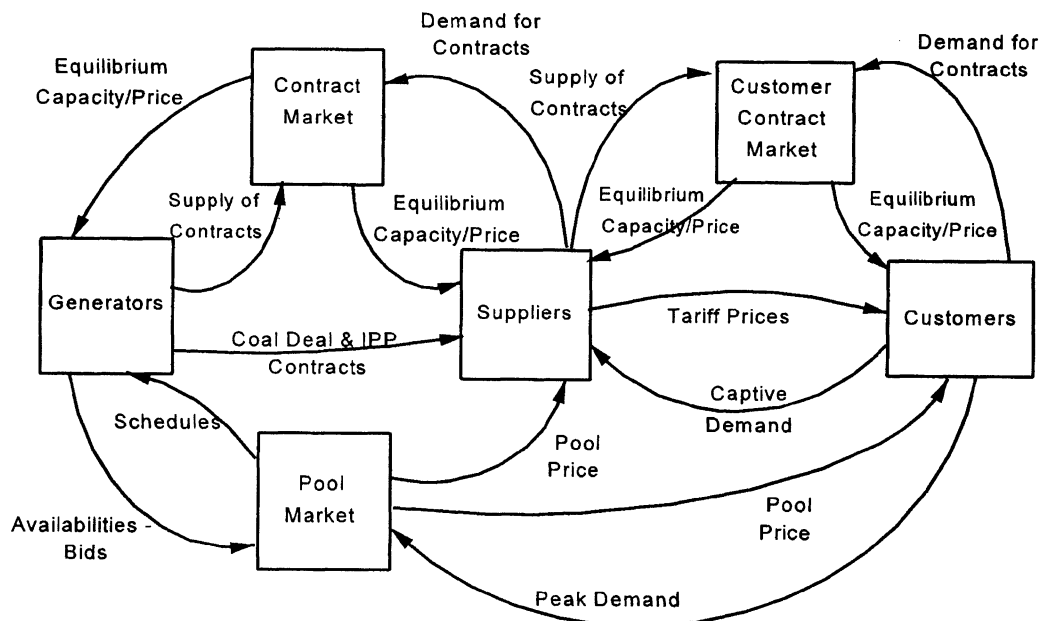 Demand for
Contracts
Equilibrium
Capacity/Price
Contract
Market
Supply of
Contracts
Customer
Contract
Market
Demand for
Contracts
Supply of
Contracts
Equilibrium
Capacity/Price
Equilibrium
Capacity/Price
Equilibrium
Capacity/Price
Generators
Suppliers
Customers
Tariff Prices
Coal Deal & IPP
Contracts
Schedules
Captive
Demand
Pool
Price
Pool
Market
Pool
Price
Availabilities -
Bids
Peak Demand